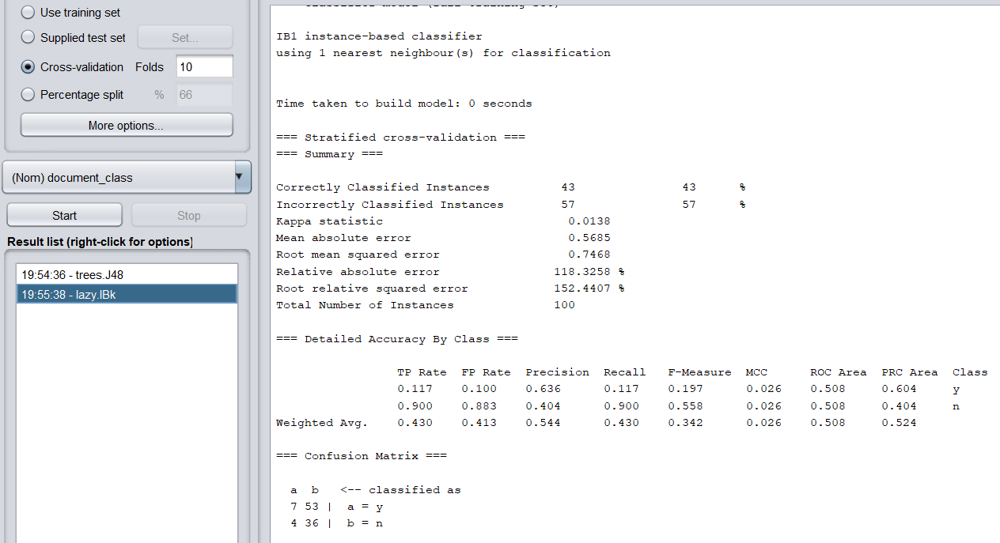 Use training set
Supplied test set Set...
Cross-validation Folds 10
Percentage split % 66
More options...
(Nom) document_class
Start Stop
Result list (right-click for options)
19:54:36 - trees.J48
19:55:38 - lazy.IBk
IB1 instance-based classifier
using 1 nearest neighbour(s) for classification
Time taken to build model: 0 seconds
=== Stratified cross-validation ===
=== Summary ===
Correctly Classified Instances 43 43 %
Incorrectly Classified Instances 57 57 %
Kappa statistic 0.0138
Mean absolute error 0.5685
Root mean squared error 0.7468
Relative absolute error 118.3258 %
Root relative squared error 152.4407 %
Total Number of Instances 100
=== Detailed Accuracy By Class ===
TP Rate FP Rate Precision Recall F-Measure MCC ROC Area PRC Area Class
0.117 0.100 0.636 0.117 0.197 0.026 0.508 0.604 y
0.900 0.883 0.404 0.900 0.558 0.026 0.508 0.404 n
Weighted Avg. 0.430 0.413 0.544 0.430 0.342 0.026 0.508 0.524
=== Confusion Matrix ===
a b <-- classified as
7 53 | a = y
4 36 | b = n